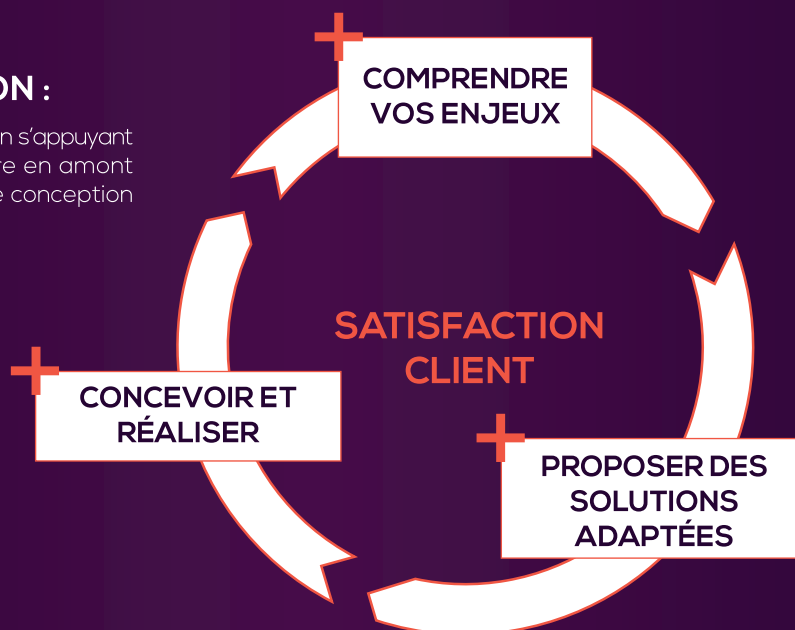 ON :
n s’appuyant
re en amont
e conception
COMPRENDRE
VOS ENJEUX
SATISFACTION
CLIENT
CONCEVOIR ET
RÉALISER
PROPOSER DES
SOLUTIONS
ADAPTÉES